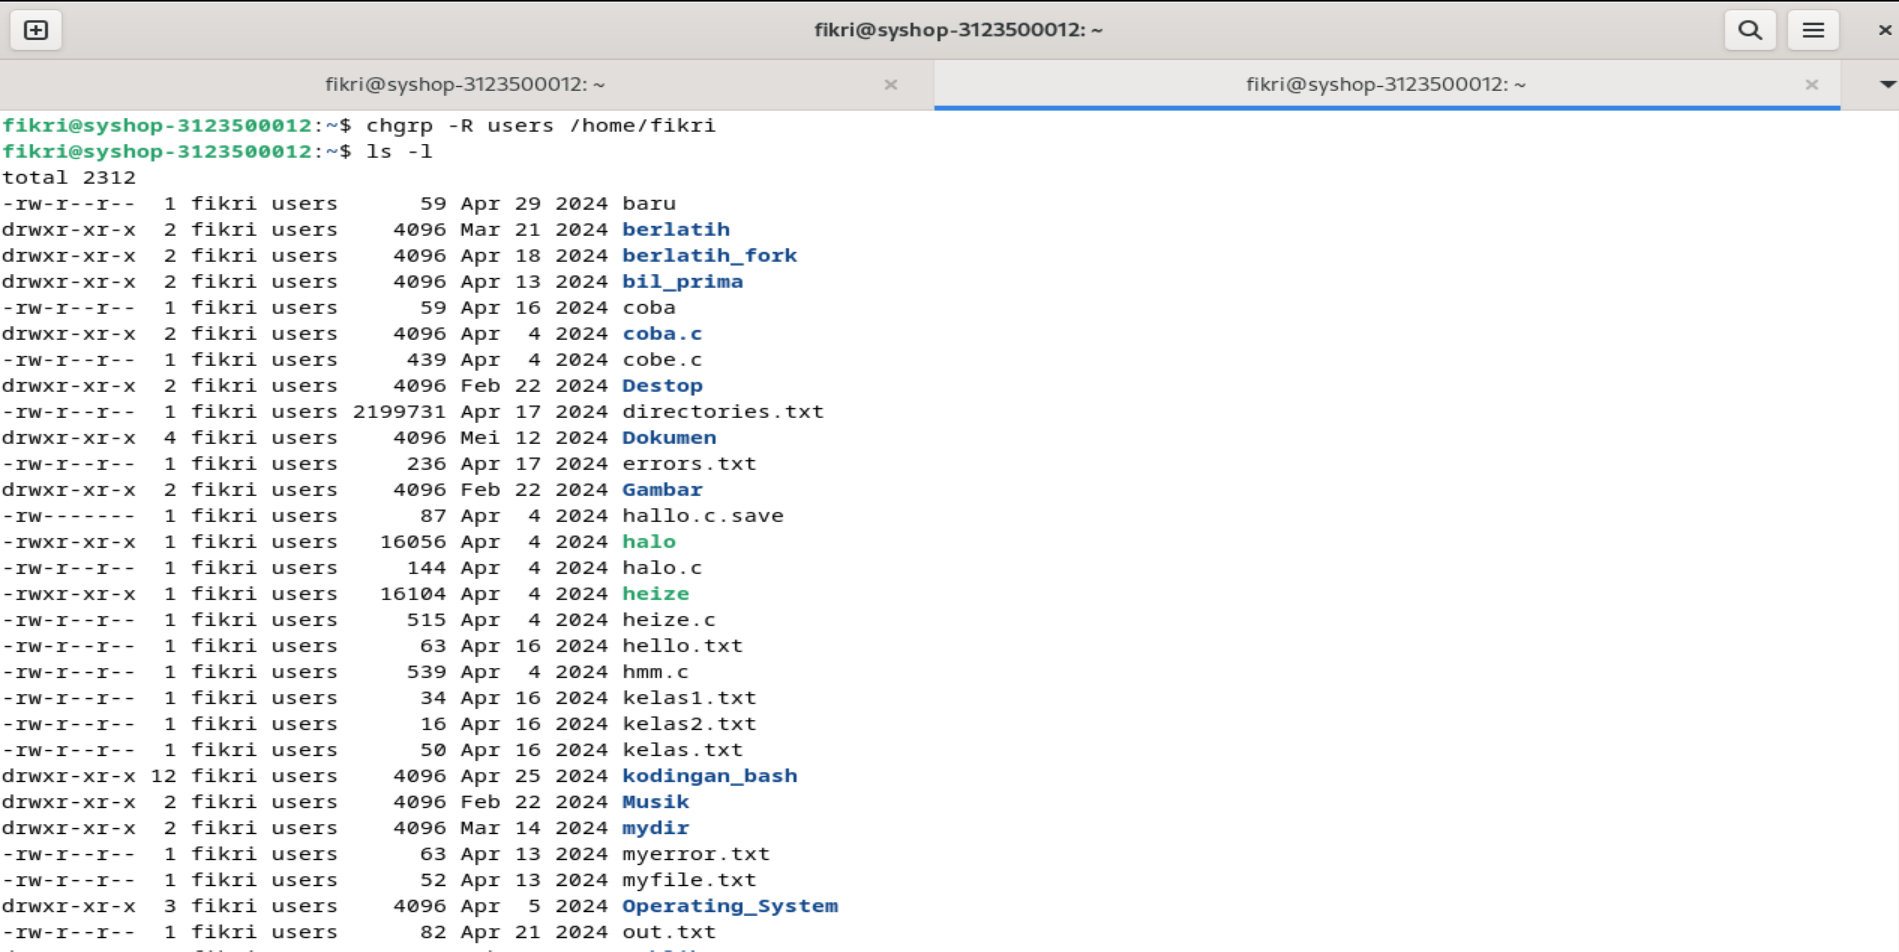 fikri@syshop-3123500012: ~
fikri@syshop-3123500012: ~
fikri@syshop-3123500012: ~
fikri@syshop-3123500012:~$ chgrp -R users /home/fikri
fikri@syshop-3123500012:~$ ls -l
total 2312
-rw-r--r--  1 fikri users      59 Apr 29 2024 baru
drwxr-xr-x  2 fikri users    4096 Mar 21 2024 berlatih
drwxr-xr-x  2 fikri users    4096 Apr 18 2024 berlatih_fork
drwxr-xr-x  2 fikri users    4096 Apr 13 2024 bil_prima
-rw-r--r--  1 fikri users      59 Apr 16 2024 coba
drwxr-xr-x  2 fikri users    4096 Apr  4 2024 coba.c
-rw-r--r--  1 fikri users     439 Apr  4 2024 cobe.c
drwxr-xr-x  2 fikri users    4096 Feb 22 2024 Destop
-rw-r--r--  1 fikri users 2199731 Apr 17 2024 directories.txt
drwxr-xr-x  4 fikri users    4096 Mei 12 2024 Dokumen
-rw-r--r--  1 fikri users     236 Apr 17 2024 errors.txt
drwxr-xr-x  2 fikri users    4096 Feb 22 2024 Gambar
-rw-------  1 fikri users      87 Apr  4 2024 hallo.c.save
-rwxr-xr-x  1 fikri users   16056 Apr  4 2024 halo
-rw-r--r--  1 fikri users     144 Apr  4 2024 halo.c
-rwxr-xr-x  1 fikri users   16104 Apr  4 2024 heize
-rw-r--r--  1 fikri users     515 Apr  4 2024 heize.c
-rw-r--r--  1 fikri users      63 Apr 16 2024 hello.txt
-rw-r--r--  1 fikri users     539 Apr  4 2024 hmm.c
-rw-r--r--  1 fikri users      34 Apr 16 2024 kelas1.txt
-rw-r--r--  1 fikri users      16 Apr 16 2024 kelas2.txt
-rw-r--r--  1 fikri users      50 Apr 16 2024 kelas.txt
drwxr-xr-x 12 fikri users    4096 Apr 25 2024 kodingan_bash
drwxr-xr-x  2 fikri users    4096 Feb 22 2024 Musik
drwxr-xr-x  2 fikri users    4096 Mar 14 2024 mydir
-rw-r--r--  1 fikri users      63 Apr 13 2024 myerror.txt
-rw-r--r--  1 fikri users      52 Apr 13 2024 myfile.txt
drwxr-xr-x  3 fikri users    4096 Apr  5 2024 Operating_System
-rw-r--r--  1 fikri users      82 Apr 21 2024 out.txt